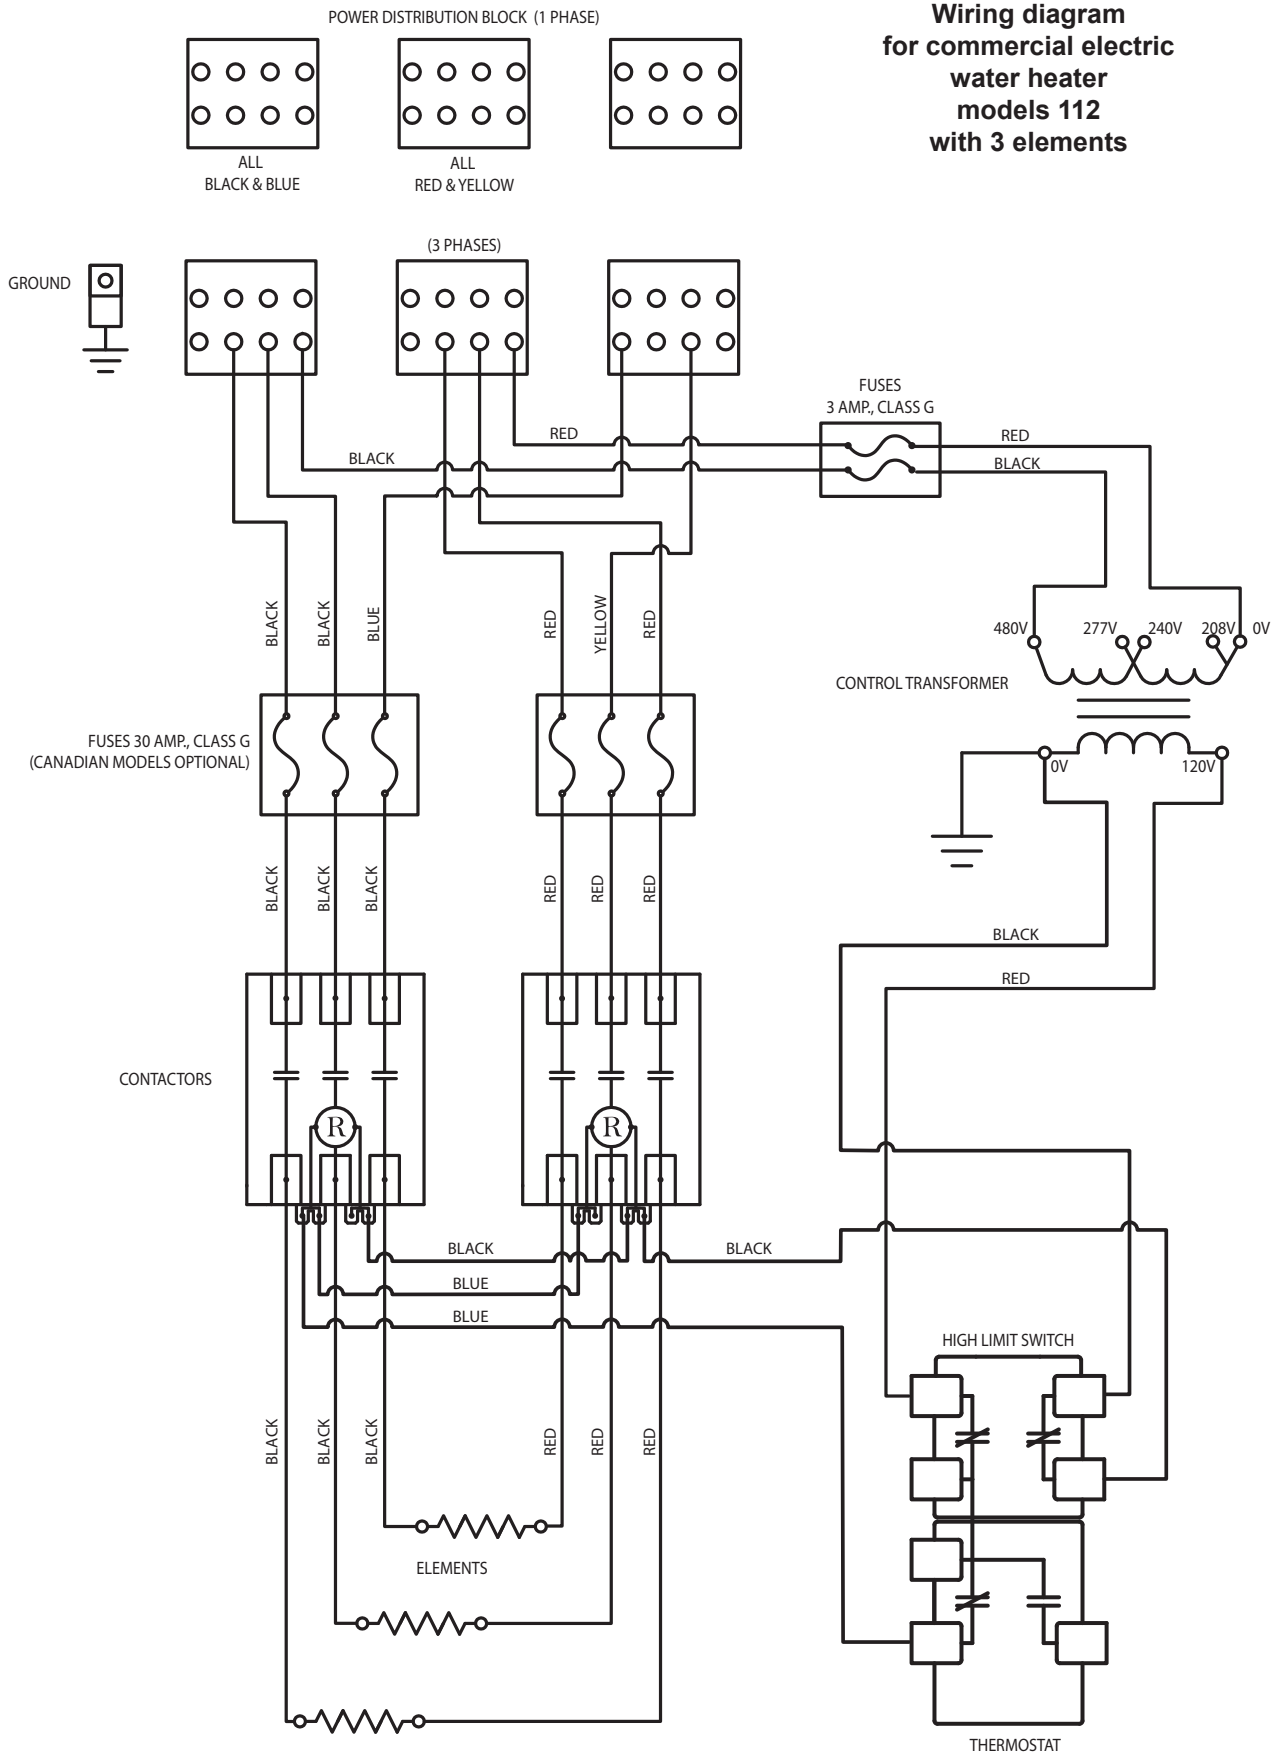 POWER DISTRIBUTION BLOCK (1 PHASE)
Wiring diagram
for commercial electric
water heater
models 112
with 3 elements
ALL
BLACK & BLUE
ALL
RED & YELLOW
(3 PHASES)
GROUND
FUSES
3 AMP., CLASS G
RED
BLACK
RED
BLACK
BLACK
BLACK
BLUE
RED
YELLOW
RED
480V
277V
240V
208V
0V
CONTROL TRANSFORMER
0V
120V
FUSES 30 AMP., CLASS G
(CANADIAN MODELS OPTIONAL)
BLACK
BLACK
BLACK
RED
RED
RED
BLACK
RED
CONTACTORS
R
R
BLACK
BLACK
BLUE
BLUE
HIGH LIMIT SWITCH
BLACK
BLACK
BLACK
RED
RED
RED
ELEMENTS
THERMOSTAT